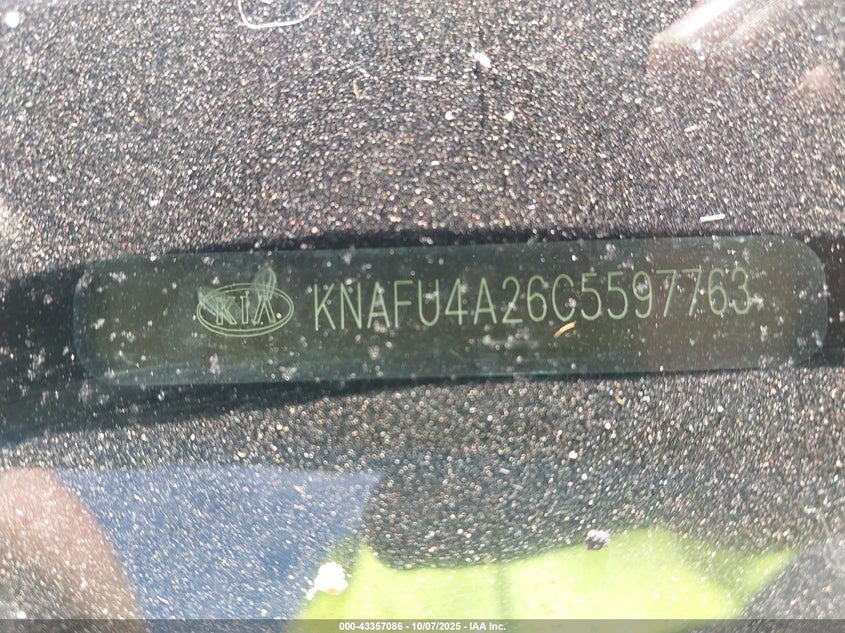 KIA KNAFU4A26C5597763
000-43357086 - 10/07/2025 - IAA Inc.